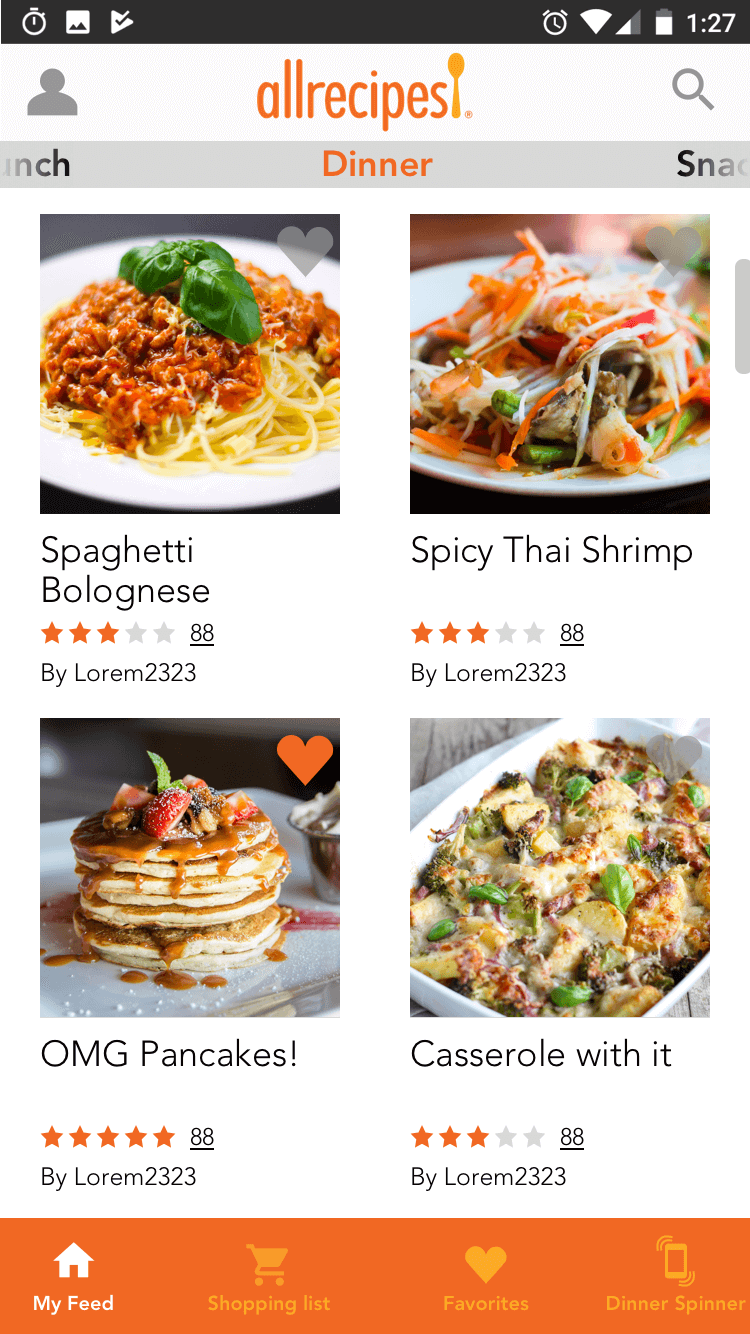 1:27
allrecipes®
unch Dinner Snac
Spaghetti
Bolognese
88
By Lorem2323
Spicy Thai Shrimp
88
By Lorem2323
OMG Pancakes!
88
By Lorem2323
Casserole with it
88
By Lorem2323
My Feed Shopping list Favorites Dinner Spinner